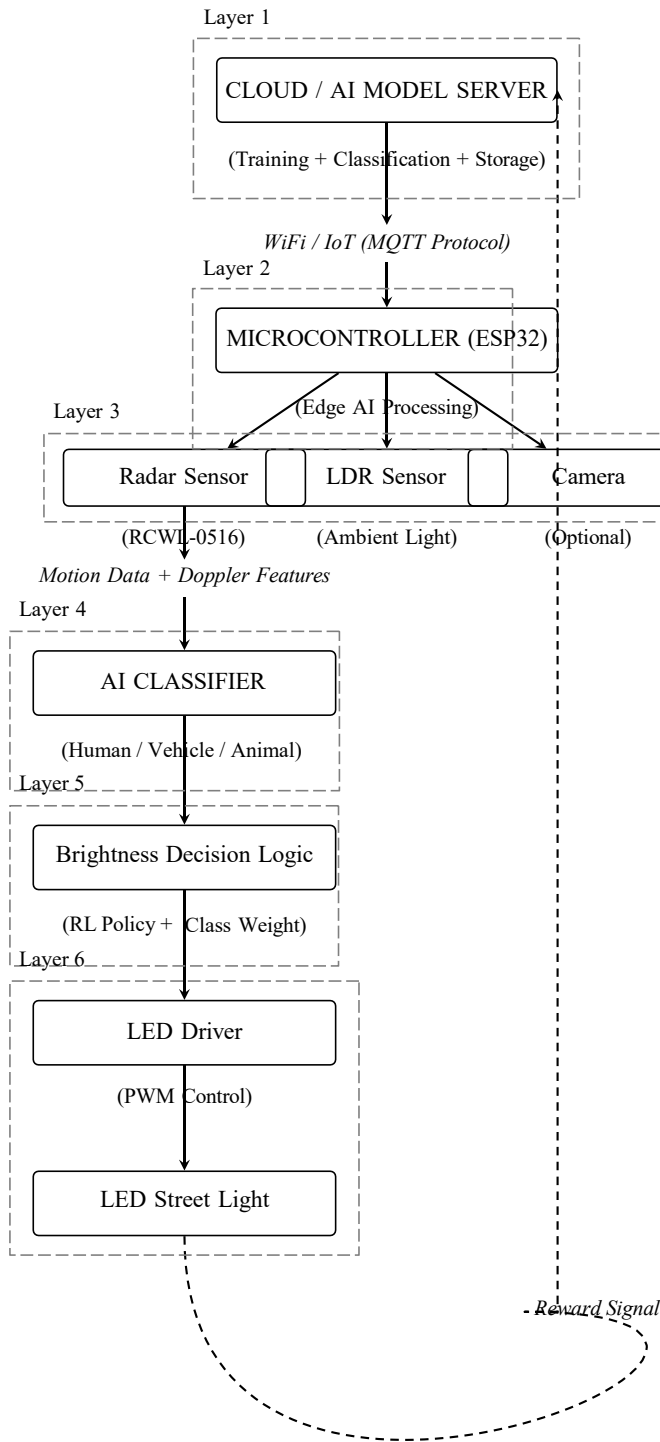 Layer 1
CLOUD / AI MODEL SERVER
(Training + Classification + Storage)
WiFi / IoT (MQTT Protocol)
Layer 2
MICROCONTROLLER (ESP32)
(Edge AI Processing)
Layer 3
Radar Sensor
LDR Sensor
Camera
(RCWL-0516)
(Ambient Light)
(Optional)
Motion Data + Doppler Features
Layer 4
AI CLASSIFIER
(Human / Vehicle / Animal)
Layer 5
Brightness Decision Logic
(RL Policy + Class Weight)
Layer 6
LED Driver
(PWM Control)
LED Street Light
Reward Signal